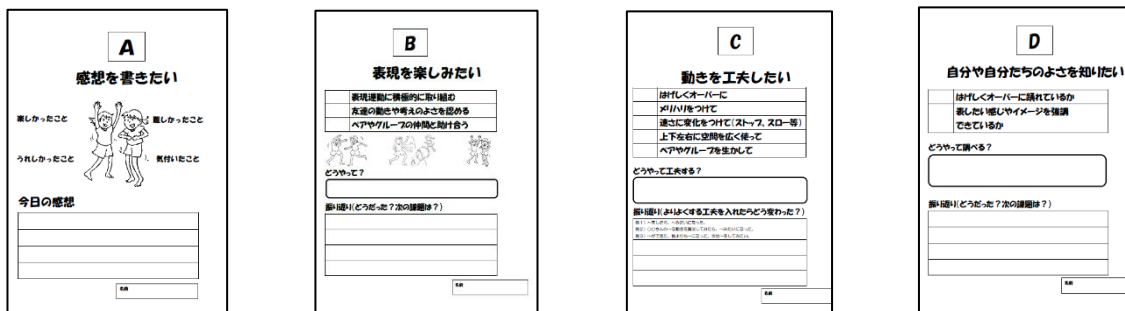 A
感想を書きたい
楽しかったこと
難しかったこと
うれしかったこと
気付いたこと
今日の感想
名前
B
表現を楽しみたい
表現運動に積極的に取り組む
友達の動きや考えのよさを認める
ペアやグループの仲間と助け合う
どうやって?
振り返り(どうだった?次の課題は?)
名前
C
動きを工夫したい
はげしくオーバーに
メリハリをつけて
速さに変化をつけて(ストップ、スロー等)
上下左右に空間を広く使って
ペアやグループを生かして
どうやって工夫する?
振り返り(よりよくする工夫を入れたらどう変わった?)
名前
D
自分や自分たちのよさを知りたい
はげしくオーバーに踊れているか
表したい感じやイメージを強調
できているか
どうやって調べる?
振り返り(どうだった?次の課題は?)
名前